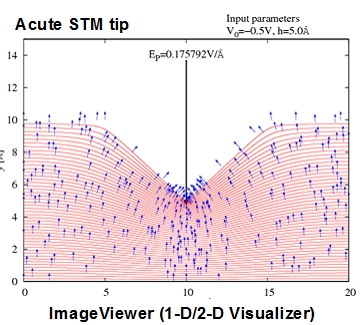 Acute STM tip
Input parameters
V₀=−0.5V, h=5.0Å
14
Eₚ=0.175792V/Å
12
10
8
6
4
2
0
0 5 10 15 20
ImageViewer (1-D/2-D Visualizer)